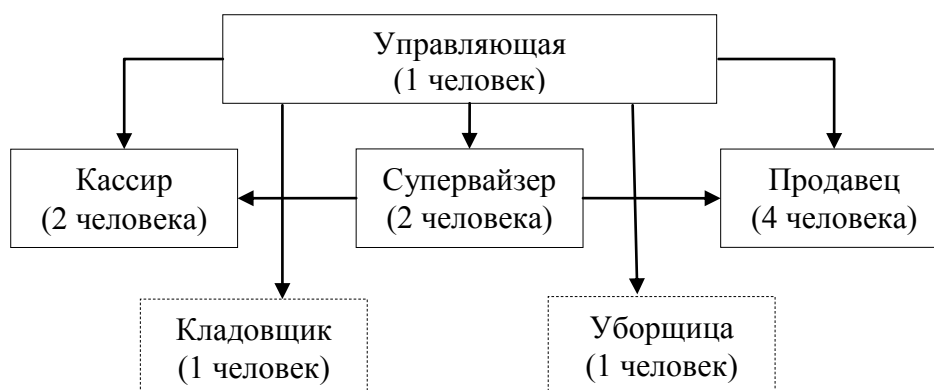 Управляющая
(1 человек)
Кассир
(2 человека)
Супервайзер
(2 человека)
Продавец
(4 человека)
Кладовщик
(1 человек)
Уборщица
(1 человек)